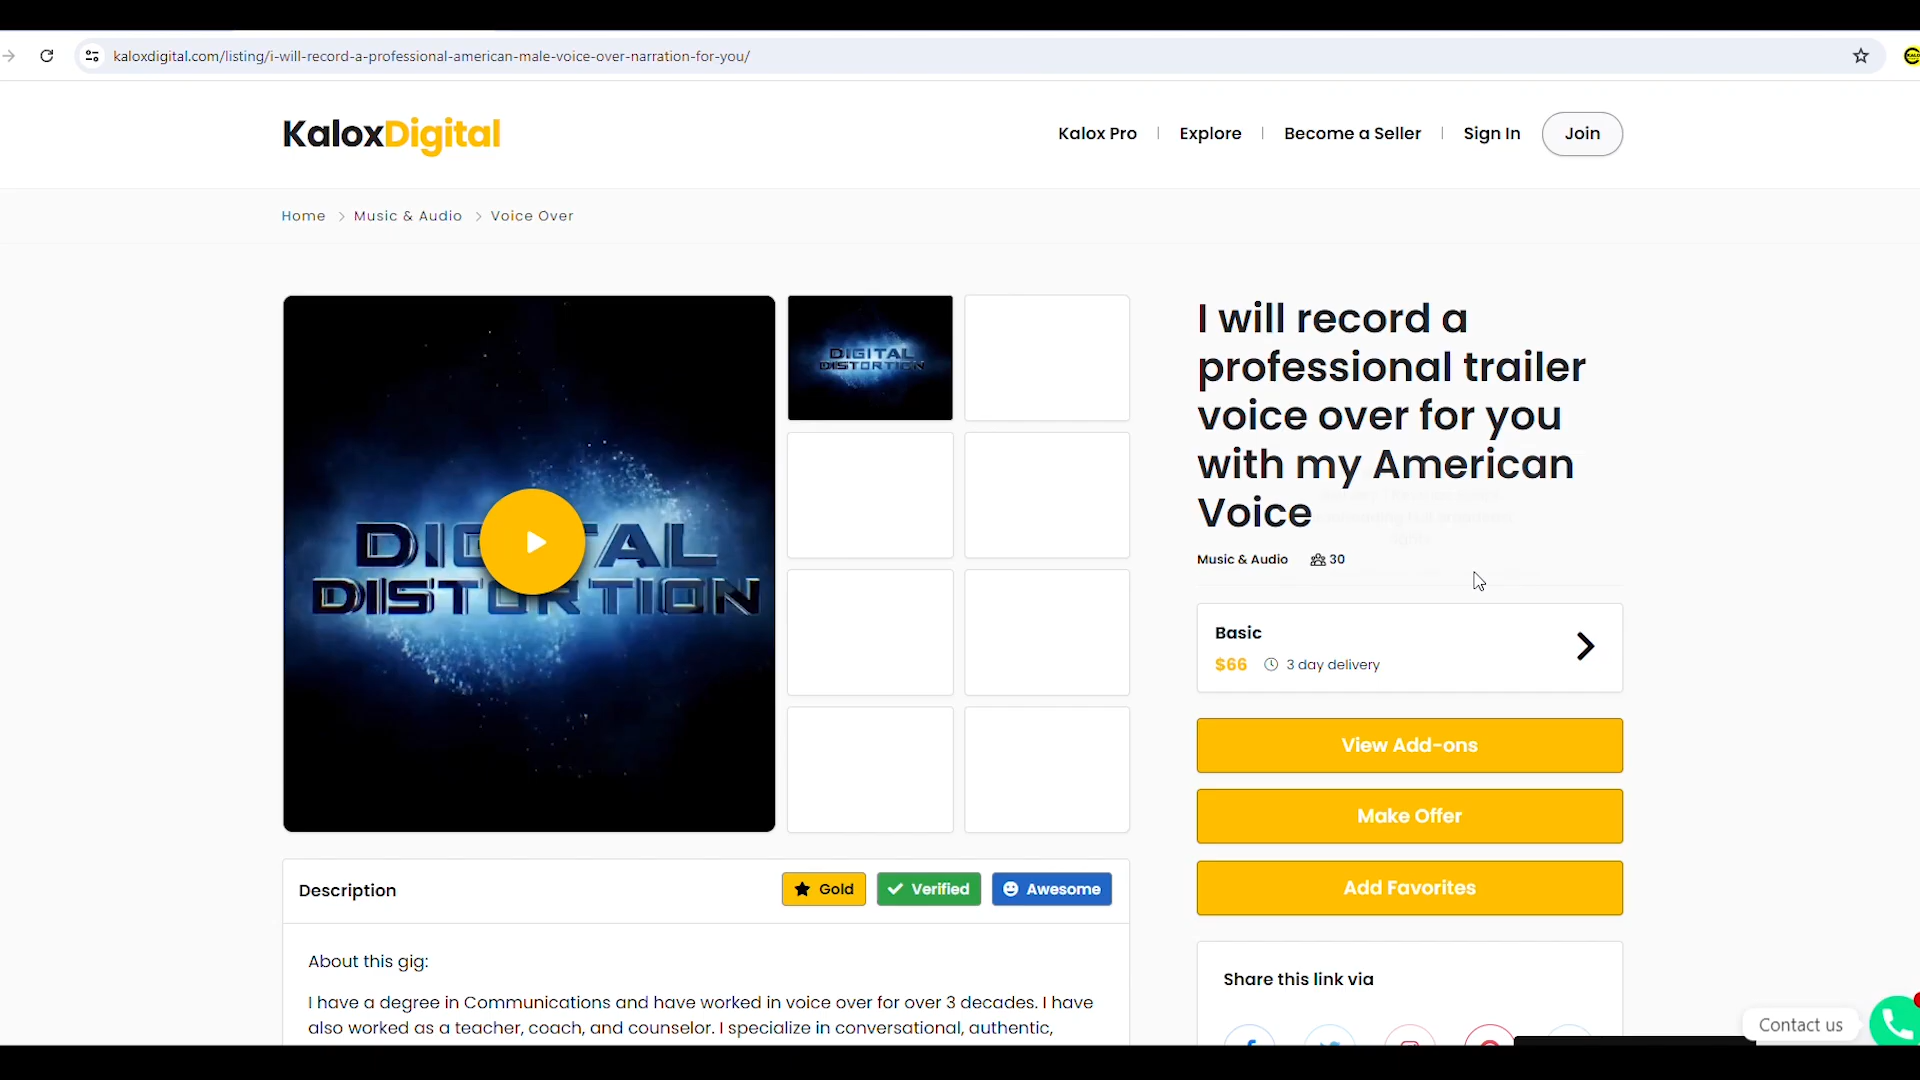 kaloxdigital.com/listing/i-will-record-a-professional-american-male-voice-over-narration-for-you/
KaloxDigital
Kalox Pro
Explore
Become a Seller
Sign In
Join
Home > Music & Audio > Voice Over
DIGITAL
DISTORTION
DIGITAL
DISTORTION
I will record a
professional trailer
voice over for you
with my American
Voice
Music & Audio 30
Basic
$66 3 day delivery
View Add-ons
Make Offer
Add Favorites
Description
Gold
Verified
Awesome
About this gig:
I have a degree in Communications and have worked in voice over for over 3 decades. I have
also worked as a teacher, coach, and counselor. I specialize in conversational, authentic,
Share this link via
Contact us